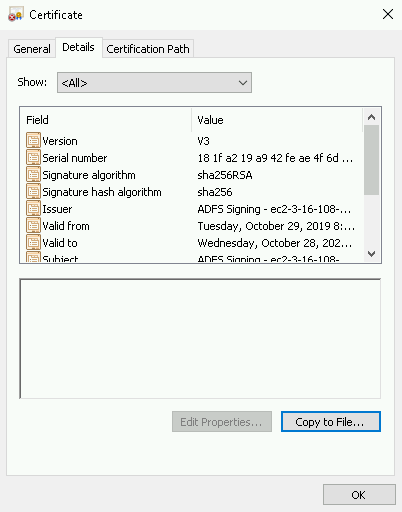 Certificate
General Details Certification Path
Show: <All>
Field Value
Version V3
Serial number 18 1f a2 19 a9 42 fe ae 4f 6d ...
Signature algorithm sha256RSA
Signature hash algorithm sha256
Issuer ADFS Signing - ec2-3-16-108-...
Valid from Tuesday, October 29, 2019 8:...
Valid to Wednesday, October 28, 202...
Subject ADFS Signing - ec2-3-16-108-
Edit Properties...
Copy to File...
OK